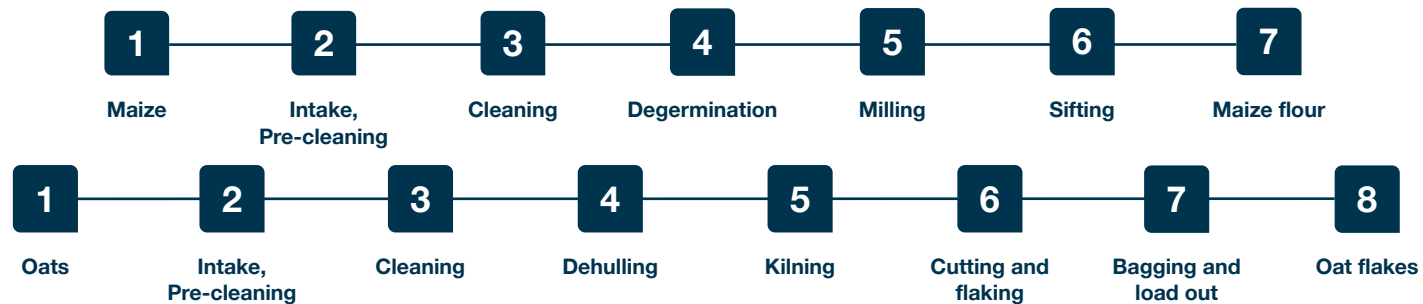 1 2 3 4 5 6 7
Maize Intake, Cleaning Degermination Milling Sifting Maize flour
Pre-cleaning
1 2 3 4 5 6 7 8
Oats Intake, Cleaning Dehulling Kilning Cutting and Bagging and Oat flakes
Pre-cleaning flaking load out